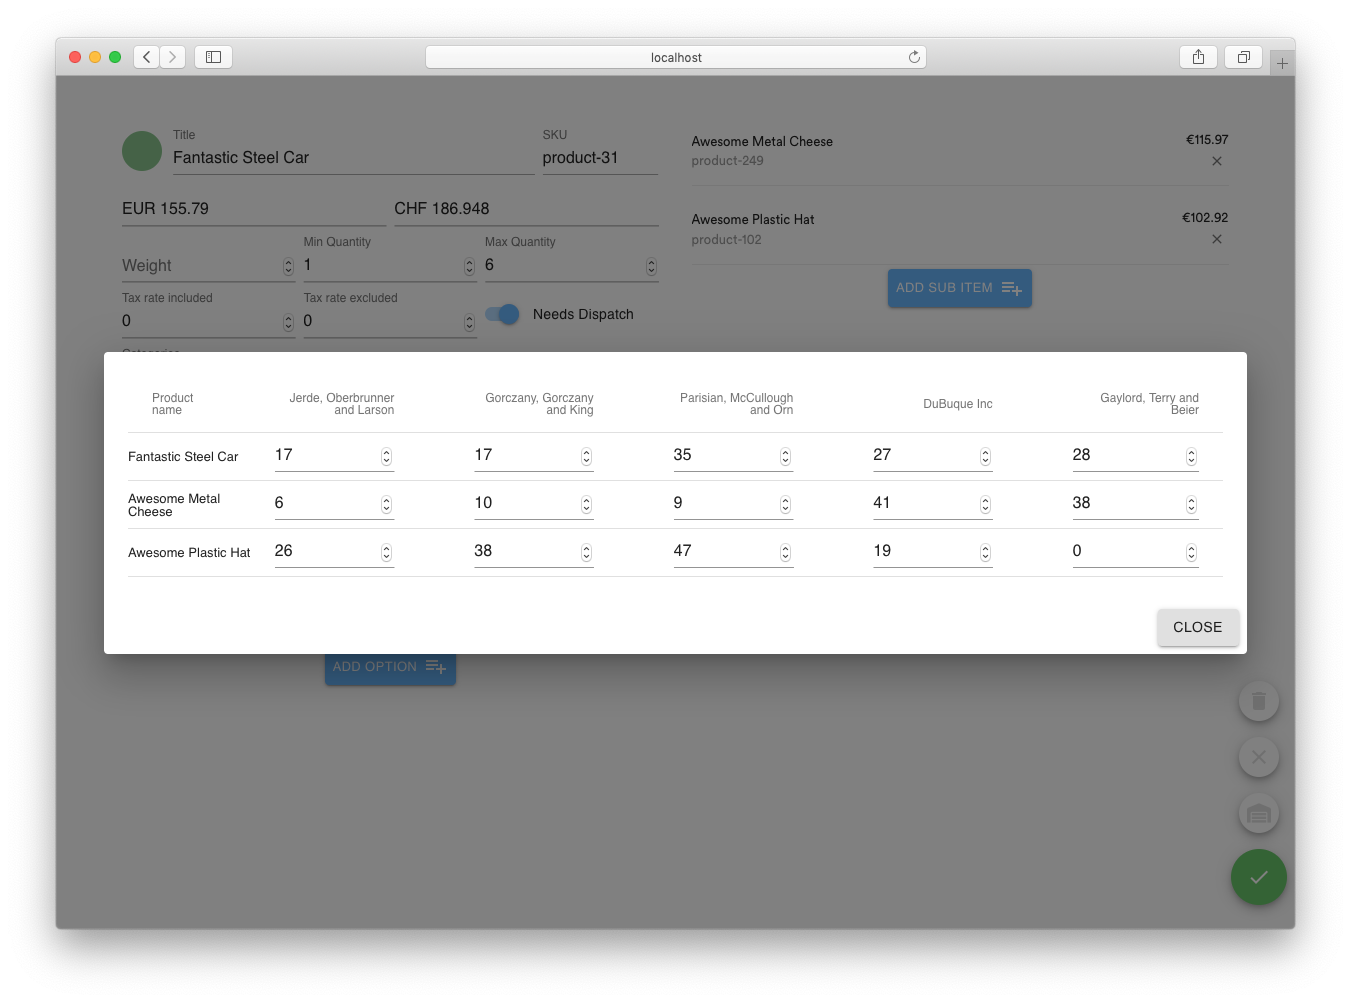 localhost
Title
SKU
Fantastic Steel Car
product-31
EUR 155.79
CHF 186.948
Min Quantity
Max Quantity
Weight
1
6
Tax rate included
Tax rate excluded
0
0
Needs Dispatch
Categories
Awesome Metal Cheese
€115.97
product-249
Awesome Plastic Hat
€102.92
product-102
ADD SUB ITEM
Product
name
Jerde, Oberbrunner
and Larson
Gorczany, Gorczany
and King
Parisian, McCullough
and Orn
DuBuque Inc
Gaylord, Terry and
Beier
Fantastic Steel Car
17
17
35
27
28
Awesome Metal
Cheese
6
10
9
41
38
Awesome Plastic Hat
26
38
47
19
0
CLOSE
ADD OPTION